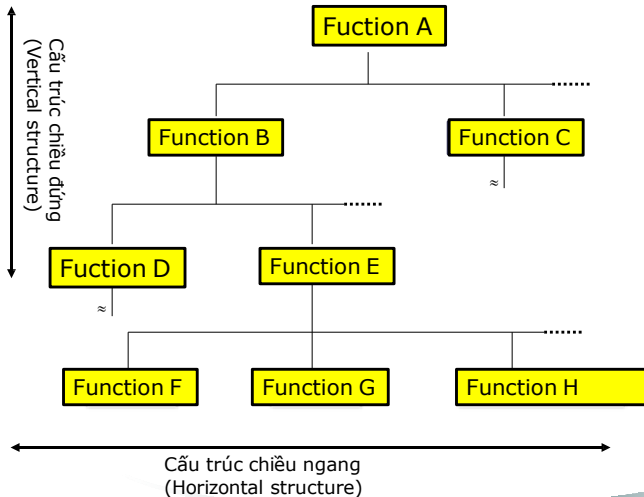 Fuction A
Cấu trúc chiều đứng
(Vertical structure)
Function B
Function C
≈
Fuction D
Function E
≈
Function F
Function G
Function H
Cấu trúc chiều ngang
(Horizontal structure)